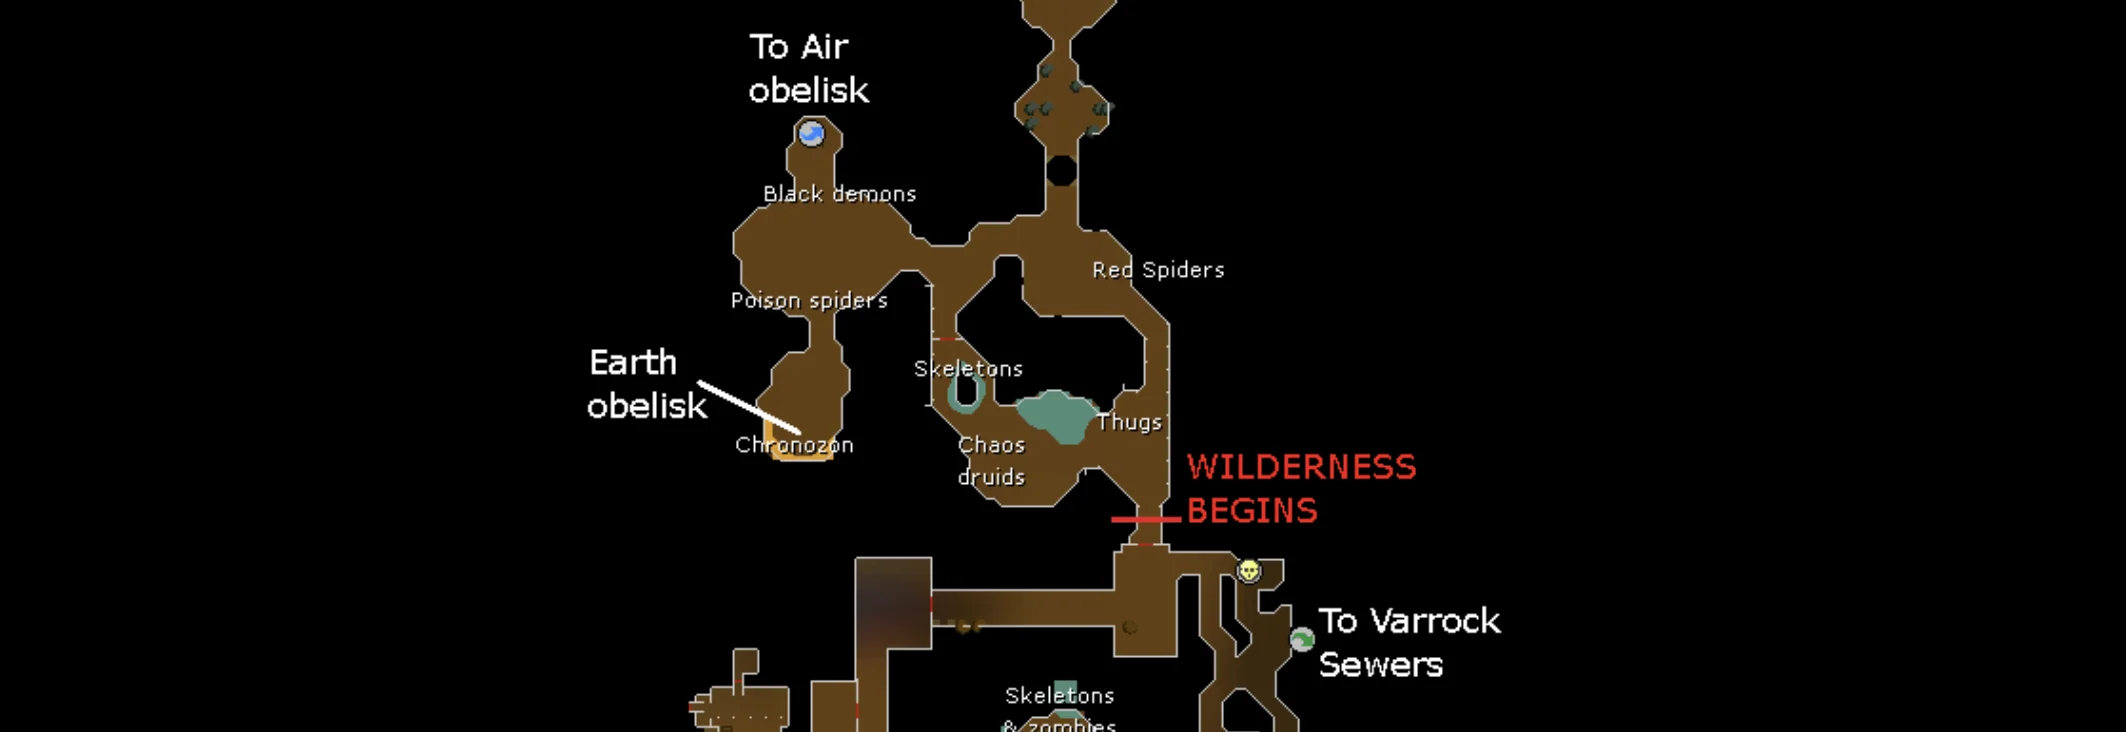 To Air
obelisk
Black demons
Red Spiders
Poison spiders
Earth
obelisk
Skeletons
Thugs
Chronozon
Chaos
druids
WILDERNESS
BEGINS
To Varrock
Sewers
Skeletons
& zombies